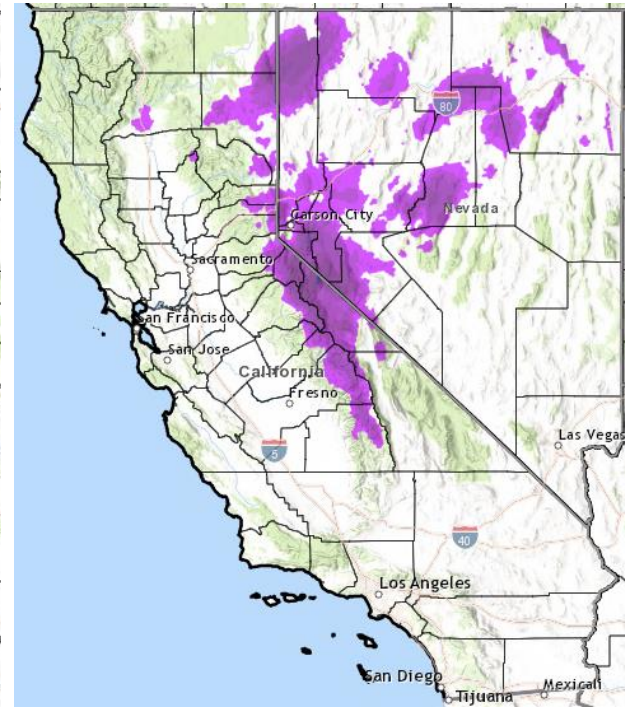 80
Carson City
Nevada
Sacramento
San Francisco
San Jose
California
Fresno
Las Vegas
5
40
Los Angeles
San Diego
Tijuana
Mexicali